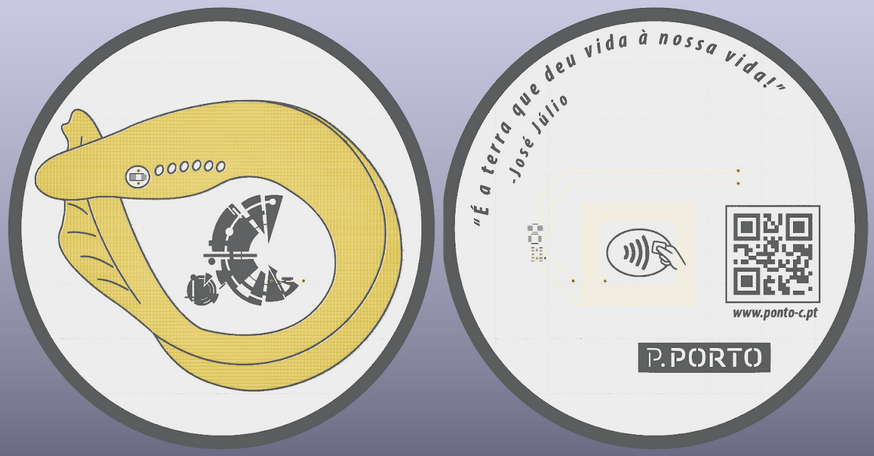 “É a terra que deu vida à nossa vida!”
-José Júlio
www.ponto-c.pt
P.PORTO